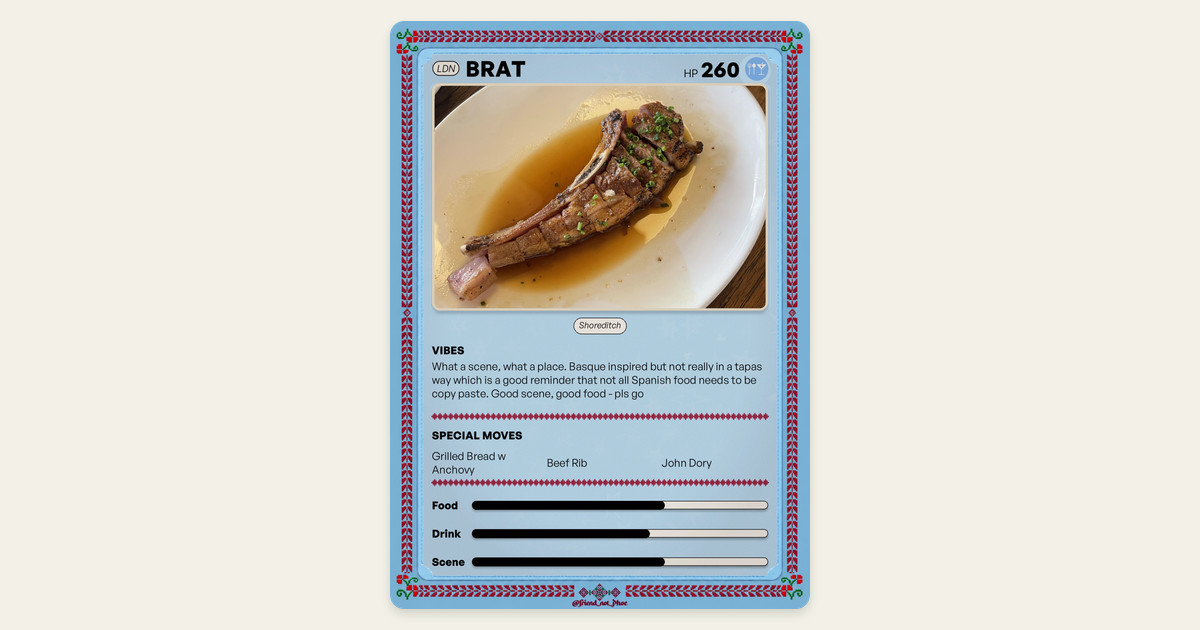 LDN BRAT HP 260
Shoreditch
VIBES
What a scene, what a place. Basque inspired but not really in a tapas
way which is a good reminder that not all Spanish food needs to be
copy paste. Good scene, good food - pls go
SPECIAL MOVES
Grilled Bread w
Anchovy
Beef Rib
John Dory
Food
Drink
Scene
@friend_not_Phoe